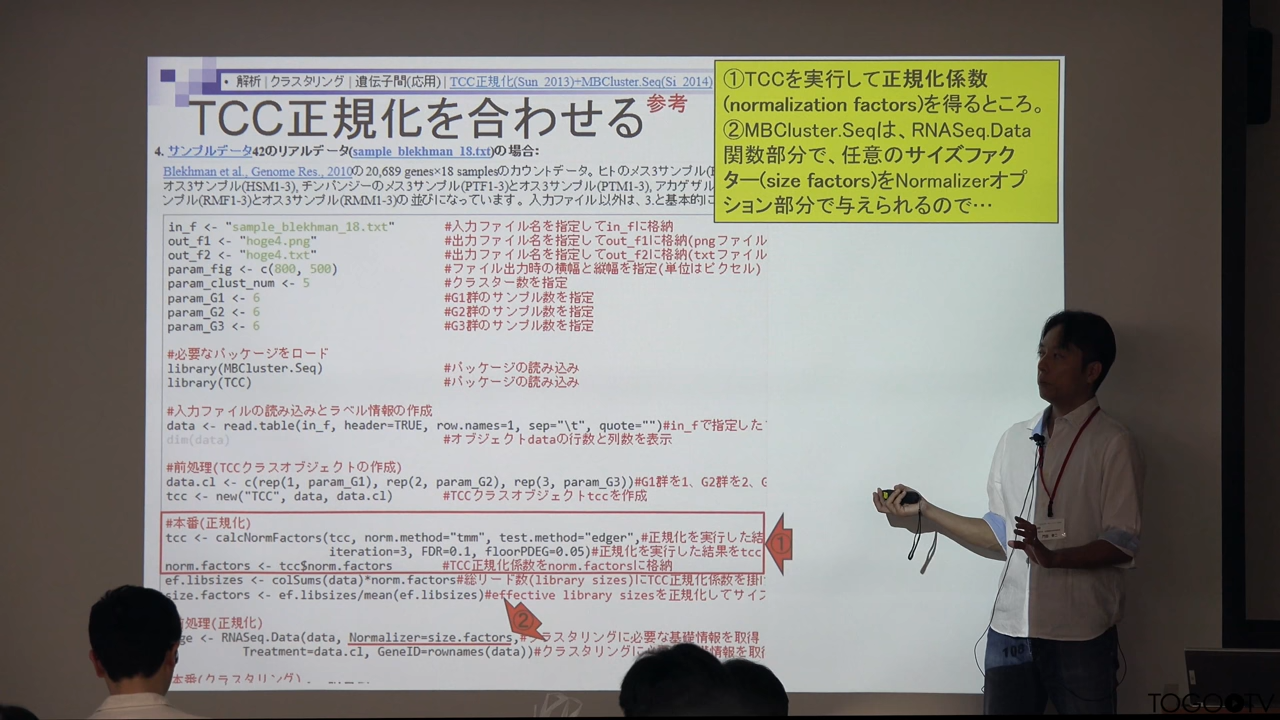 • 解析 | クラスタリング | 遺伝子間(応用) | TCC正規化(Sun_2013)+MBCluster.Seq(Si_2014)
TCC正規化を合わせる 参考
①TCCを実行して正規化係数
(normalization factors)を得るところ。
②MBCluster.Seqは、RNASeq.Data
関数部分で、任意のサイズファク
ター(size factors)をNormalizerオプ
ション部分で与えられるので…
4. サンプルデータ42のリアルデータ(sample_blekhman_18.txt)の場合:
Blekhman et al., Genome Res., 2010の 20,689 genes×18 samplesのカウントデータ。ヒトのメス3サンプル(
オス3サンプル(HSM1-3), チンパンジーのメス3サンプル(PTF1-3)とオス3サンプル(PTM1-3), アカゲザル
ンプル(RMF1-3)とオス3サンプル(RMM1-3)の 並びになっています。入力ファイル以外は、3.と基本的に
in_f <- "sample_blekhman_18.txt" #入力ファイル名を指定してin_fに格納
out_f1 <- "hoge4.png" #出力ファイル名を指定してout_f1に格納(pngファイル
out_f2 <- "hoge4.txt" #出力ファイル名を指定してout_f2に格納(txtファイル
param_fig <- c(800, 500) #ファイル出力時の横幅と縦幅を指定(単位はピクセル)
param_clust_num <- 5 #クラスター数を指定
param_G1 <- 6 #G1群のサンプル数を指定
param_G2 <- 6 #G2群のサンプル数を指定
param_G3 <- 6 #G3群のサンプル数を指定
#必要なパッケージをロード
library(MBCluster.Seq) #パッケージの読み込み
library(TCC) #パッケージの読み込み
#入力ファイルの読み込みとラベル情報の作成
data <- read.table(in_f, header=TRUE, row.names=1, sep="\t", quote="")#in_fで指定した
dim(data) #オブジェクトdataの行数と列数を表示
#前処理(TCCクラスオブジェクトの作成)
data.cl <- c(rep(1, param_G1), rep(2, param_G2), rep(3, param_G3))#G1群を1、G2群を2、G
tcc <- new("TCC", data, data.cl) #TCCクラスオブジェクトtccを作成
#本番(正規化)
tcc <- calcNormFactors(tcc, norm.method="tmm", test.method="edger",#正規化を実行した結
iteration=3, FDR=0.1, floorPDEG=0.05)#正規化を実行した結果をtcc
norm.factors <- tcc$norm.factors #TCC正規化係数をnorm.factorsに格納
①
ef.libsizes <- colSums(data)*norm.factors#総リード数(library sizes)にTCC正規化係数を掛け
size.factors <- ef.libsizes/mean(ef.libsizes)#effective library sizesを正規化してサイズ
②
前処理(正規化)
<- RNASeq.Data(data, Normalizer=size.factors,#クラスタリングに必要な基礎情報を取得
Treatment=data.cl, GeneID=rownames(data))#クラスタリングに
本番(クラスタリング)
TOGOTV